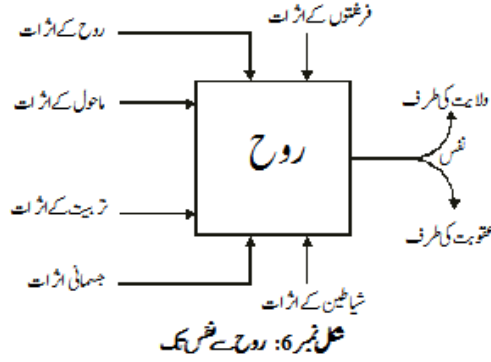 فرشتوں کے اثرات
روح کے اثرات
ماحول کے اثرات
ولایت کی طرف
روح
نفس
تربیت کے اثرات
عقوبت کی طرف
جسمانی اثرات
شیاطین کے اثرات
شکل نمبر 6: روح سے نفس تک